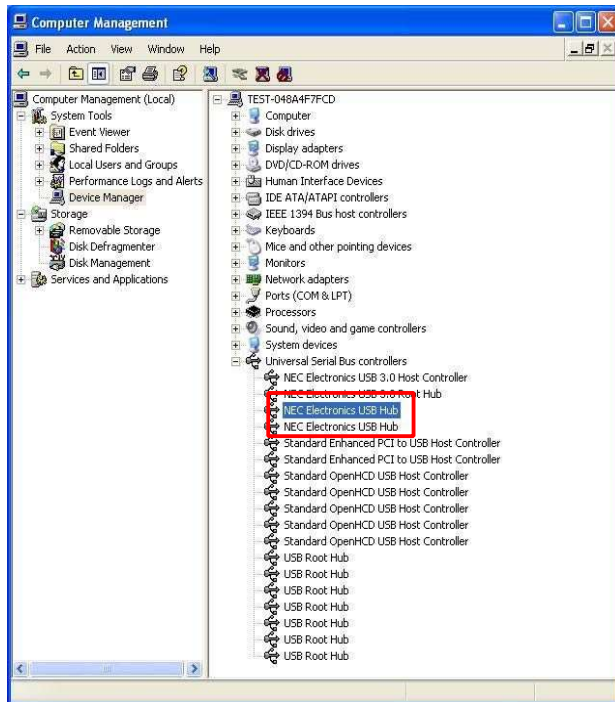 Computer Management
File Action View Window Help
Computer Management (Local)
System Tools
Event Viewer
Shared Folders
Local Users and Groups
Performance Logs and Alerts
Device Manager
Storage
Removable Storage
Disk Defragmenter
Disk Management
Services and Applications
TEST-048A4F7FCD
Computer
Disk drives
Display adapters
DVD/CD-ROM drives
Human Interface Devices
IDE ATA/ATAPI controllers
IEEE 1394 Bus host controllers
Keyboards
Mice and other pointing devices
Monitors
Network adapters
Ports (COM & LPT)
Processors
Sound, video and game controllers
System devices
Universal Serial Bus controllers
NEC Electronics USB 3.0 Host Controller
NEC Electronics USB 3.0 Root Hub
NEC Electronics USB Hub
NEC Electronics USB Hub
Standard Enhanced PCI to USB Host Controller
Standard Enhanced PCI to USB Host Controller
Standard OpenHCD USB Host Controller
Standard OpenHCD USB Host Controller
Standard OpenHCD USB Host Controller
Standard OpenHCD USB Host Controller
Standard OpenHCD USB Host Controller
USB Root Hub
USB Root Hub
USB Root Hub
USB Root Hub
USB Root Hub
USB Root Hub
USB Root Hub